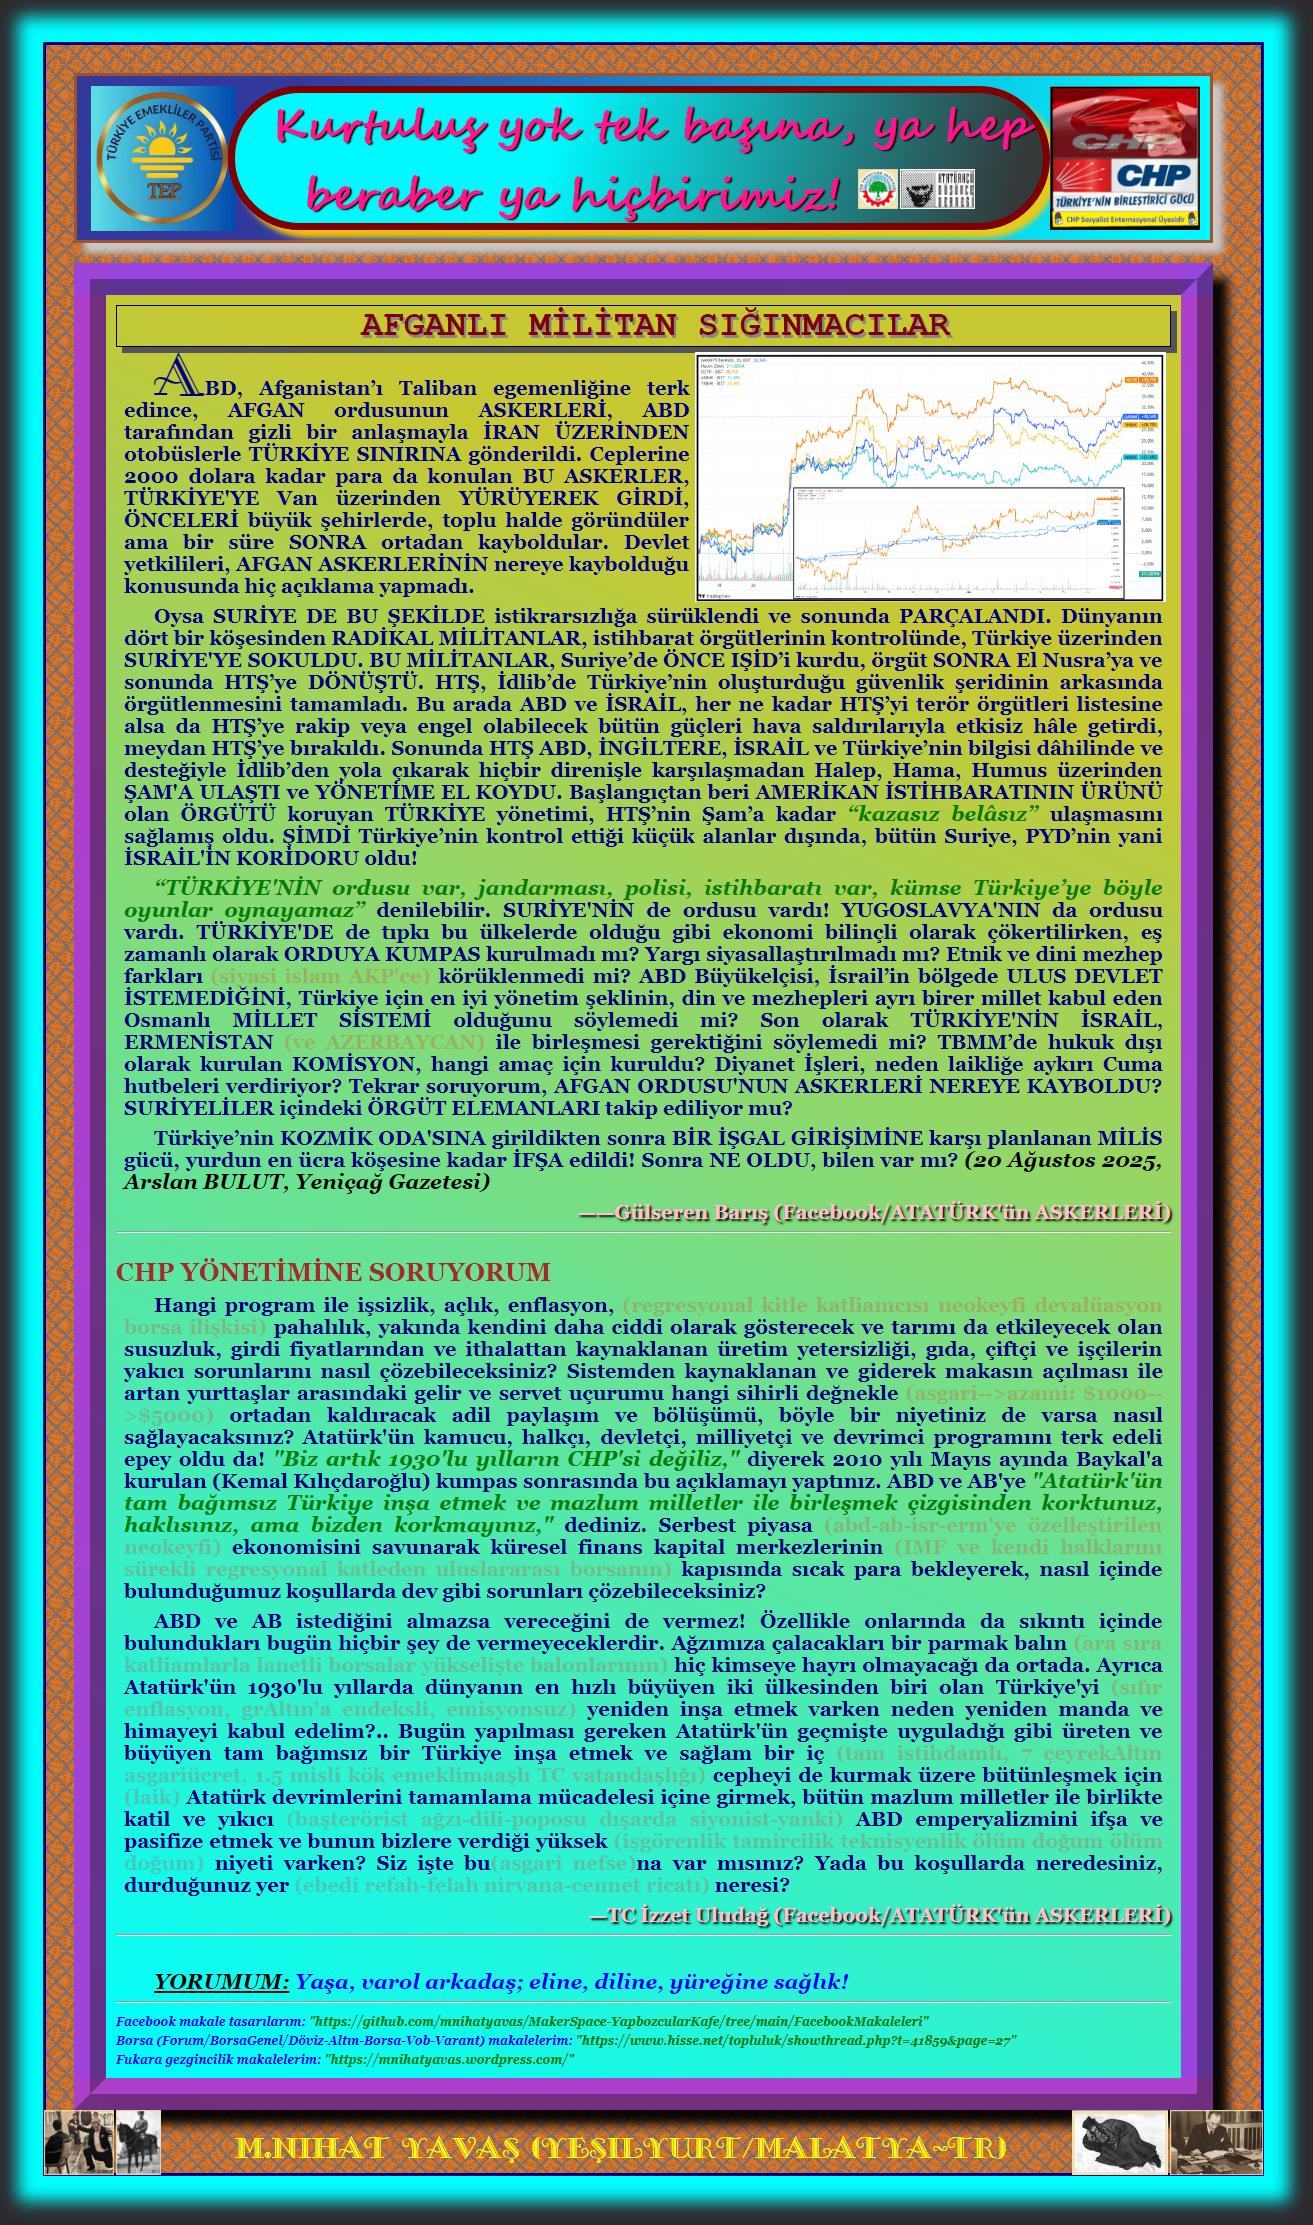 TÜRKİYE EMEKLİLER PARTİSİ
TEP
Kurtuluş yok tek başına, ya hep
beraber ya hiçbirimiz!
ATATÜRKÇÜ
DÜŞÜNCE
DERNEĞİ
CHP
CHP
TÜRKİYE'NİN BİRLEŞTİRİCİ GÜCÜ
CHP Sosyalist Enternasyonal Üyesidir
AFGANLI MİLİTAN SIĞINMACILAR
ABD, Afganistan’ı Taliban egemenliğine terk
edince, AFGAN ordusunun ASKERLERİ, ABD
tarafından gizli bir anlaşmayla İRAN ÜZERİNDEN
otobüslerle TÜRKİYE SINIRINA gönderildi. Ceplerine
2000 dolara kadar para da konulan BU ASKERLER,
TÜRKİYE'YE Van üzerinden YÜRÜYEREK GİRDİ,
ÖNCELERİ büyük şehirlerde, toplu halde göründüler
ama bir süre SONRA ortadan kayboldular. Devlet
yetkilileri, AFGAN ASKERLERİNİN nereye kaybolduğu
konusunda hiç açıklama yapmadı.
Oysa SURİYE DE BU ŞEKİLDE istikrarsızlığa sürüklendi ve sonunda PARÇALANDI. Dünyanın
dört bir köşesinden RADİKAL MİLİTANLAR, istihbarat örgütlerinin kontrolünde, Türkiye üzerinden
SURİYE'YE SOKULDU. BU MİLİTANLAR, Suriye’de ÖNCE IŞİD’i kurdu, örgüt SONRA El Nusra’ya ve
sonunda HTŞ’ye DÖNÜŞTÜ. HTŞ, İdlib’de Türkiye’nin oluşturduğu güvenlik şeridinin arkasında
örgütlenmesini tamamladı. Bu arada ABD ve İSRAİL, her ne kadar HTŞ’yi terör örgütleri listesine
alsa da HTŞ’ye rakip veya engel olabilecek bütün güçleri hava saldırılarıyla etkisiz hâle getirdi,
meydan HTŞ’ye bırakıldı. Sonunda HTŞ ABD, İNGİLTERE, İSRAİL ve Türkiye’nin bilgisi dâhilinde ve
desteğiyle İdlib’den yola çıkarak hiçbir direnişle karşılaşmadan Halep, Hama, Humus üzerinden
ŞAM'A ULAŞTI ve YÖNETİME EL KOYDU. Başlangıçtan beri AMERİKAN İSTİHBARATININ ÜRÜNÜ
olan ÖRGÜTÜ koruyan TÜRKİYE yönetimi, HTŞ’nin Şam’a kadar “kazasız belâsız” ulaşmasını
sağlamış oldu. ŞİMDİ Türkiye’nin kontrol ettiği küçük alanlar dışında, bütün Suriye, PYD’nin yani
İSRAİL'İN KORİDORU oldu!
“TÜRKİYE'NİN ordusu var, jandarması, polisi, istihbaratı var, kümse Türkiye’ye böyle
oyunlar oynayamaz” denilebilir. SURİYE'NİN de ordusu vardı! YUGOSLAVYA'NIN da ordusu
vardı. TÜRKİYE'DE de tıpkı bu ülkelerde olduğu gibi ekonomi bilinçli olarak çökertilirken, eş
zamanlı olarak ORDUYA KUMPAS kurulmadı mı? Yargı siyasallaştırılmadı mı? Etnik ve dini mezhep
farkları (siyasi islam AKP'ce) körüklenmedi mi? ABD Büyükelçisi, İsrail’in bölgede ULUS DEVLET
İSTEMEDİĞİNİ, Türkiye için en iyi yönetim şeklinin, din ve mezhepleri ayrı birer millet kabul eden
Osmanlı MİLLET SİSTEMİ olduğunu söylemedi mi? Son olarak TÜRKİYE'NİN İSRAİL,
ERMENİSTAN (ve AZERBAYCAN) ile birleşmesi gerektiğini söylemedi mi? TBMM’de hukuk dışı
olarak kurulan KOMİSYON, hangi amaç için kuruldu? Diyanet İşleri, neden laikliğe aykırı Cuma
hutbeleri verdiriyor? Tekrar soruyorum, AFGAN ORDUSU'NUN ASKERLERİ NEREYE KAYBOLDU?
SURİYELİLER içindeki ÖRGÜT ELEMANLARI takip ediliyor mu?
Türkiye’nin KOZMİK ODA'SINA girildikten sonra BİR İŞGAL GİRİŞİMİNE karşı planlanan MİLİS
gücü, yurdun en ücra köşesine kadar İFŞA edildi! Sonra NE OLDU, bilen var mı? (20 Ağustos 2025,
Arslan BULUT, Yeniçağ Gazetesi)
——Gülseren Barış (Facebook/ATATÜRK'ün ASKERLERİ)
CHP YÖNETİMİNE SORUYORUM
Hangi program ile işsizlik, açlık, enflasyon, (regresyonal kitle katliamcısı neokeyfi devalüasyon
borsa ilişkisi) pahalılık, yakında kendini daha ciddi olarak gösterecek ve tarımı da etkileyecek olan
susuzluk, girdi fiyatlarından ve ithalattan kaynaklanan üretim yetersizliği, gıda, çiftçi ve işçilerin
yakıcı sorunlarını nasıl çözebileceksiniz? Sistemden kaynaklanan ve giderek makasın açılması ile
artan yurttaşlar arasındaki gelir ve servet uçurumu hangi sihirli değnekle (asgari-->azami: $1000--
>$5000) ortadan kaldıracak adil paylaşım ve bölüşümü, böyle bir niyetiniz de varsa nasıl
sağlayacaksınız? Atatürk'ün kamucu, halkçı, devletçi, milliyetçi ve devrimci programını terk edeli
epey oldu da! "Biz artık 1930'lu yılların CHP'si değiliz," diyerek 2010 yılı Mayıs ayında Baykal'a
kurulan (Kemal Kılıçdaroğlu) kumpas sonrasında bu açıklamayı yaptınız. ABD ve AB'ye "Atatürk'ün
tam bağımsız Türkiye inşa etmek ve mazlum milletler ile birleşmek çizgisinden korktunuz,
haklısınız, ama bizden korkmayınız," dediniz. Serbest piyasa (abd-ab-isr-erm'ye özelleştirilen
neokeyfi) ekonomisini savunarak küresel finans kapital merkezlerinin (IMF ve kendi halklarını
sürekli regresyonal katleden uluslararası borsanın) kapısında sıcak para bekleyerek, nasıl içinde
bulunduğumuz koşullarda dev gibi sorunları çözebileceksiniz?
ABD ve AB istediğini almazsa vereceğini de vermez! Özellikle onlarında da sıkıntı içinde
bulundukları bugün hiçbir şey de vermeyeceklerdir. Ağzımıza çalacakları bir parmak balın (ara sıra
katliamlarla lanetli borsalar yükselişte balonlarının) hiç kimseye hayrı olmayacağı da ortada. Ayrıca
Atatürk'ün 1930'lu yıllarda dünyanın en hızlı büyüyen iki ülkesinden biri olan Türkiye'yi (sıfır
enflasyon, grAltın'a endeksli, emisyonsuz) yeniden inşa etmek varken neden yeniden manda ve
himayeyi kabul edelim?.. Bugün yapılması gereken Atatürk'ün geçmişte uyguladığı gibi üreten ve
büyüyen tam bağımsız bir Türkiye inşa etmek ve sağlam bir iç (tam istihdamlı, 7 çeyrekAltın
asgariücret, 1.5 misli kök emeklimaaşlı TC vatandaşlığı) cepheyi de kurmak üzere bütünleşmek için
(laik) Atatürk devrimlerini tamamlama mücadelesi içine girmek, bütün mazlum milletler ile birlikte
katil ve yıkıcı (başterörist ağzı-dili-poposu dışarda siyonist-yanki) ABD emperyalizmini ifşa ve
pasifize etmek ve bunun bizlere verdiği yüksek (işgörenlik tamircilik teknisyenlik ölüm doğum ölüm
doğum) niyeti varken? Siz işte bu(asgari nefse)na var mısınız? Yada bu koşullarda neredesiniz,
durduğunuz yer (ebedi refah-felah nirvana-cennet ricatı) neresi?
—TC İzzet Uludağ (Facebook/ATATÜRK'ün ASKERLERİ)
YORUMUM: Yaşa, varol arkadaş; eline, diline, yüreğine sağlık!
Facebook makale tasarılarım: "https://github.com/mnihatyavas/MakerSpace-YapbozcularKafe/tree/main/FacebookMakaleleri"
Borsa (Forum/BorsaGenel/Döviz-Altın-Borsa-Vob-Varant) makalelerim: "https://www.hisse.net/topluluk/showthread.php?t=41859&page=27"
Fukara gezgincilik makalelerim: "https://mnihatyavas.wordpress.com/"
M.NIHAT YAVAŞ (YEŞILYURT/MALATYA~TR)